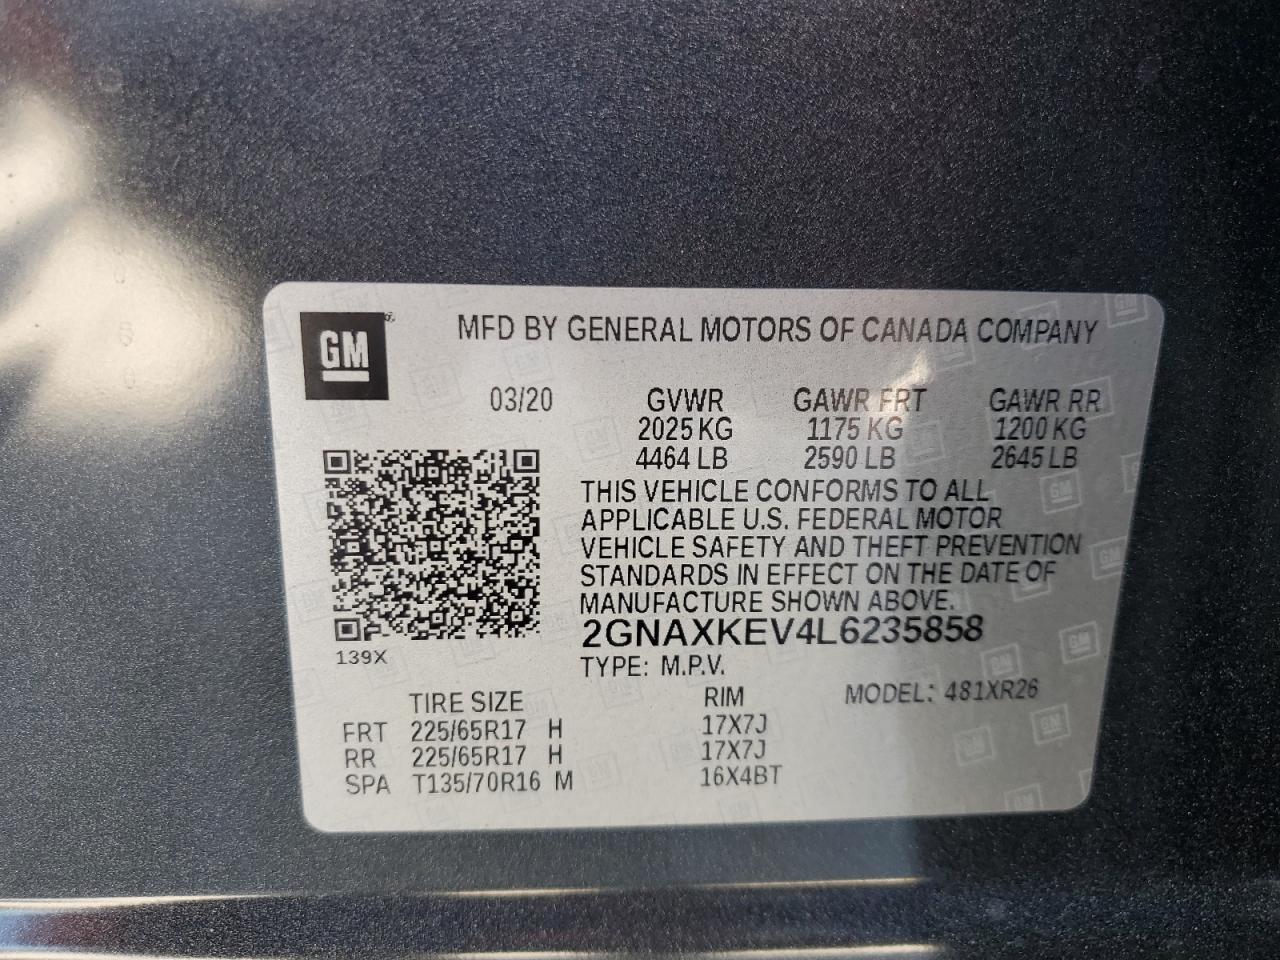 GM
MFD BY GENERAL MOTORS OF CANADA COMPANY
03/20 GVWR GAWR FRT GAWR RR
2025 KG 1175 KG 1200 KG
4464 LB 2590 LB 2645 LB
THIS VEHICLE CONFORMS TO ALL
APPLICABLE U.S. FEDERAL MOTOR
VEHICLE SAFETY AND THEFT PREVENTION
STANDARDS IN EFFECT ON THE DATE OF
MANUFACTURE SHOWN ABOVE.
2GNAXKEV4L6235858
139X
TYPE: M.P.V.
TIRE SIZE RIM MODEL: 481XR26
FRT 225/65R17 H 17X7J
RR 225/65R17 H 17X7J
SPA T135/70R16 M 16X4BT